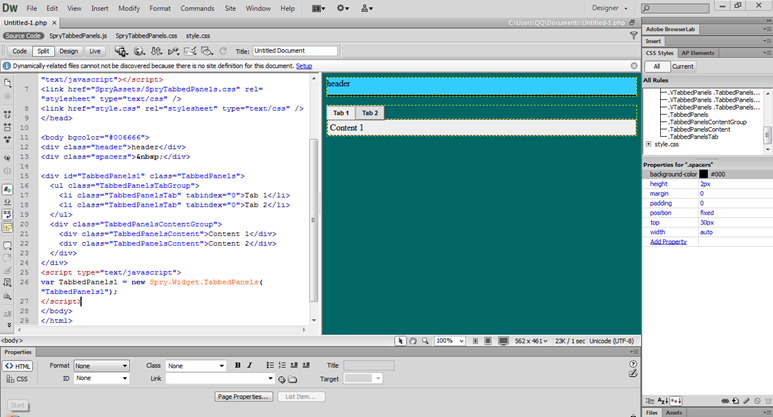 Dw File Edit View Insert Modify Format Commands Site Window Help Designer
Untitled-1.php × C:\Users\QQ\Documents\Untitled-1.php
Source Code SpryTabbedPanels.js SpryTabbedPanels.css style.css
Code Split Design Live Title: Untitled Document
Dynamically-related files cannot not be discovered because there is no site definition for this document. Setup
"text/javascript"></script>
7 <link href="SpryAssets/SpryTabbedPanels.css" rel=
"stylesheet" type="text/css" />
8 <link href="style.css" rel="stylesheet" type="text/css" />
9 </head>
10
11 <body bgcolor="#006666">
12 <div class="header">header</div>
13 <div class="spacers">&nbsp;</div>
14
15 <div id="TabbedPanels1" class="TabbedPanels">
16 <ul class="TabbedPanelsTabGroup">
17 <li class="TabbedPanelsTab" tabindex="0">Tab 1</li>
18 <li class="TabbedPanelsTab" tabindex="0">Tab 2</li>
19 </ul>
20 <div class="TabbedPanelsContentGroup">
21 <div class="TabbedPanelsContent">Content 1</div>
22 <div class="TabbedPanelsContent">Content 2</div>
23 </div>
24 </div>
25 <script type="text/javascript">
26 var TabbedPanels1 = new Spry.Widget.TabbedPanels(
"TabbedPanels1");
27 </script>
28 </body>
29 </html>
header
Tab 1 Tab 2
Content 1
<body> 100% 562 x 461 23K / 1 sec Unicode (UTF-8)
Properties
<> HTML Format None Class None B I Title
CSS ID None Link Target
Page Properties... List Item...
Start
Adobe BrowserLab
Insert
CSS Styles AP Elements
All Current
All Rules
.VTabbedPanels .TabbedPanels...
.VTabbedPanels .TabbedPanels...
.TabbedPanels
.TabbedPanelsContentGroup
.TabbedPanelsContent
.TabbedPanelsTab
style.css
Properties for ".spacers"
background-color #000
height 2px
margin 0
padding 0
position fixed
top 30px
width auto
Add Property
Files Assets